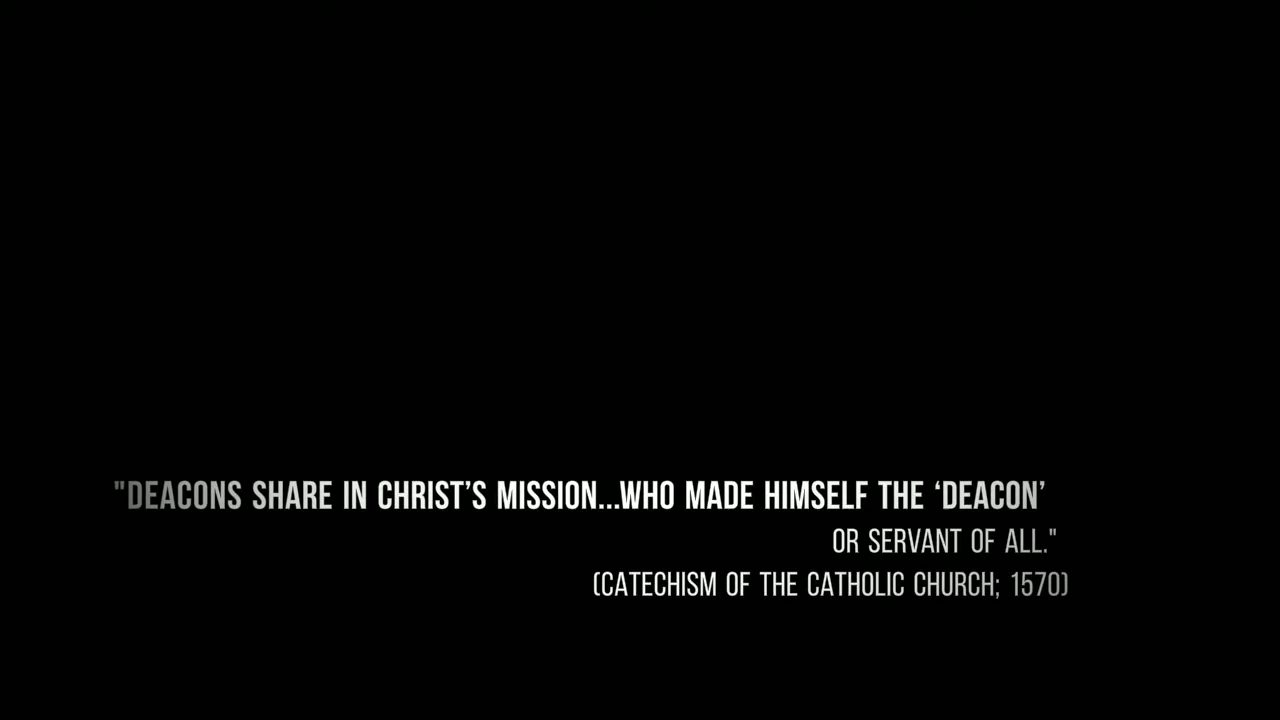 "DEACONS SHARE IN CHRIST’S MISSION...WHO MADE HIMSELF THE ‘DEACON’
OR SERVANT OF ALL."
(CATECHISM OF THE CATHOLIC CHURCH; 1570)